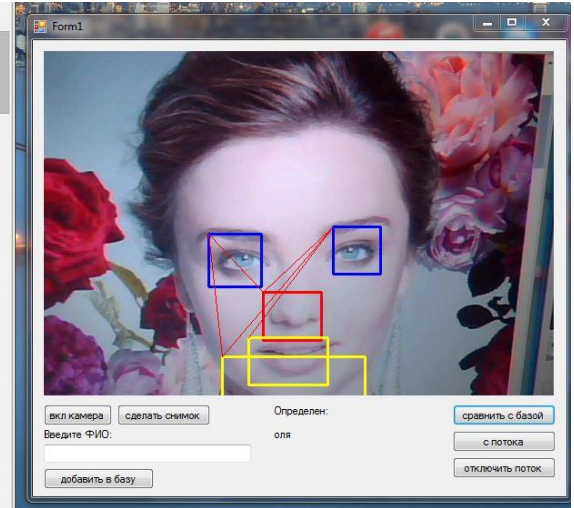 Form1
вкл камера
сделать снимок
Определен:
сравнить с базой
Введите ФИО:
оля
с потока
добавить в базу
отключить поток